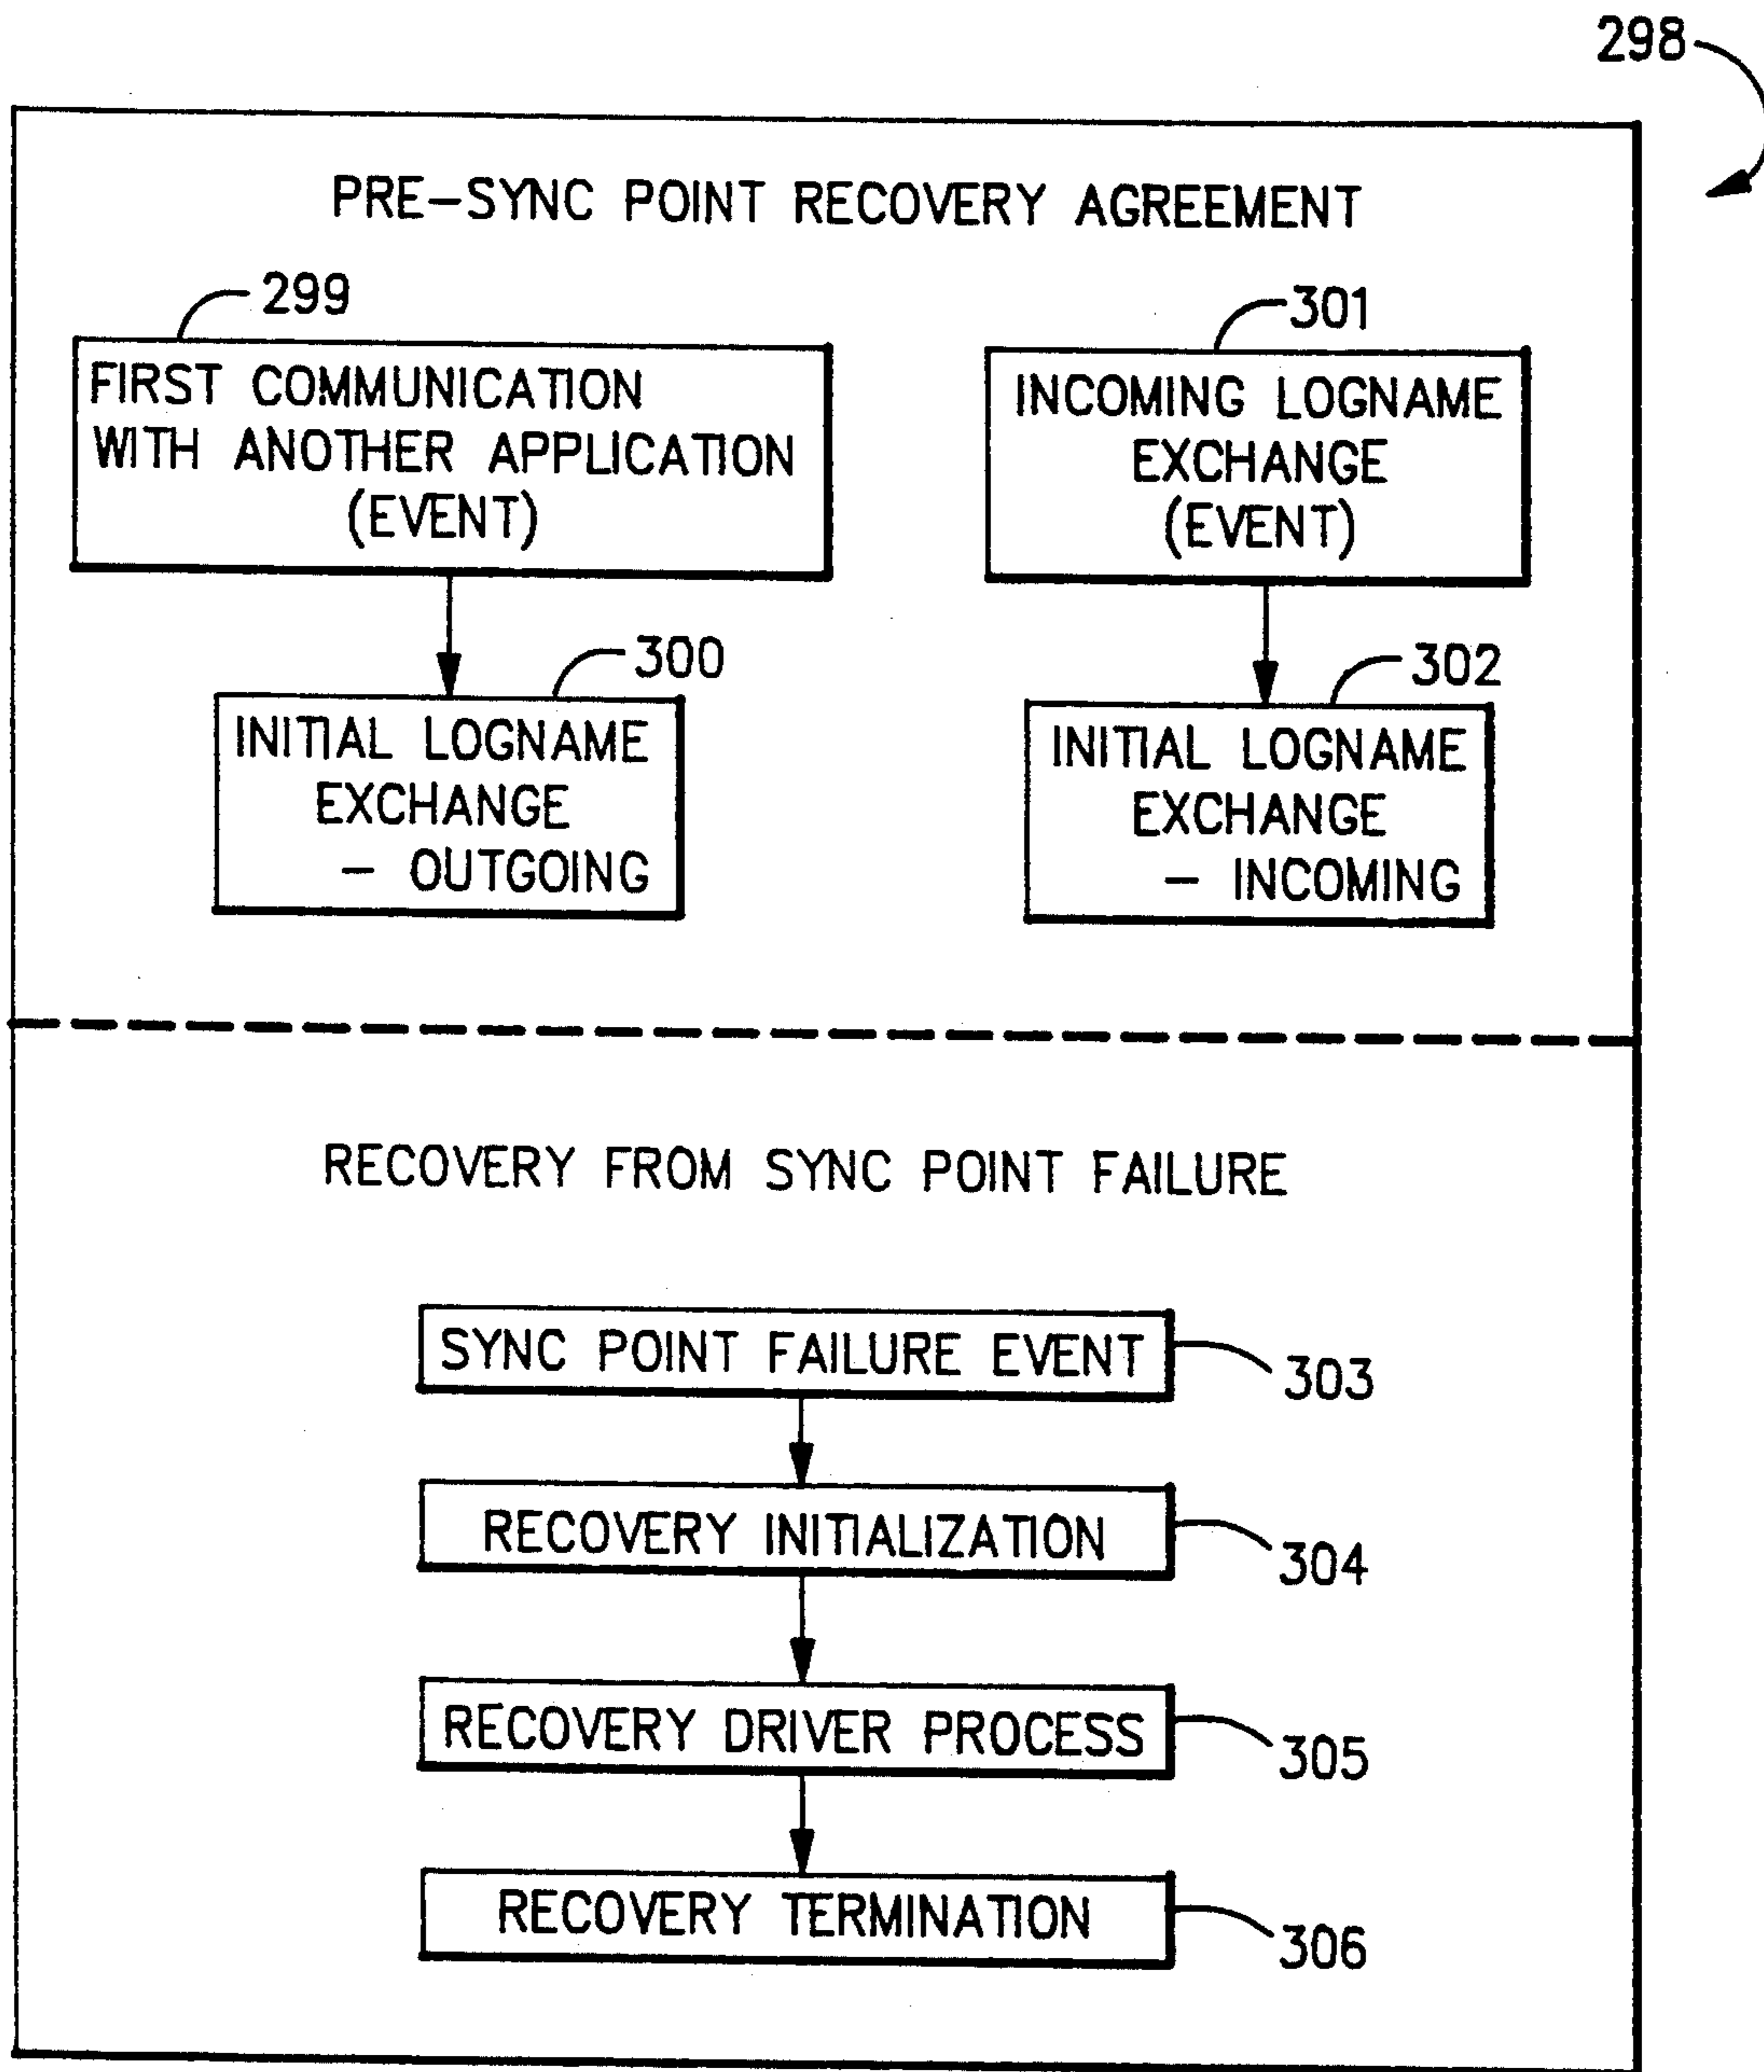 298
PRE-SYNC POINT RECOVERY AGREEMENT
299
FIRST COMMUNICATION
WITH ANOTHER APPLICATION
(EVENT)
301
INCOMING LOGNAME
EXCHANGE
(EVENT)
300
INITIAL LOGNAME
EXCHANGE
- OUTGOING
302
INITIAL LOGNAME
EXCHANGE
- INCOMING
RECOVERY FROM SYNC POINT FAILURE
SYNC POINT FAILURE EVENT
303
RECOVERY INITIALIZATION
304
RECOVERY DRIVER PROCESS
305
RECOVERY TERMINATION
306